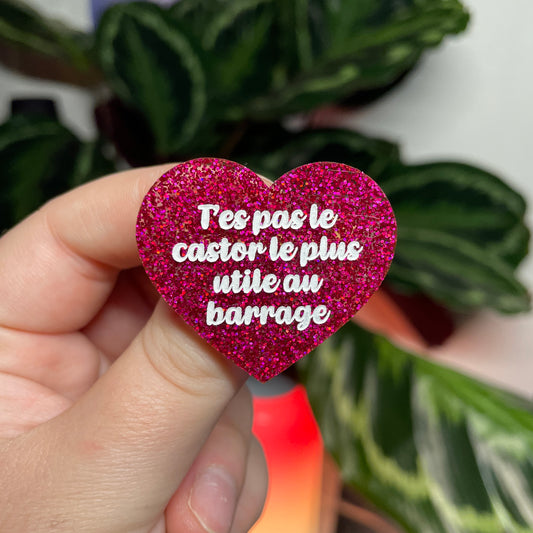 T'es pas le
castor le plus
utile au
barrage